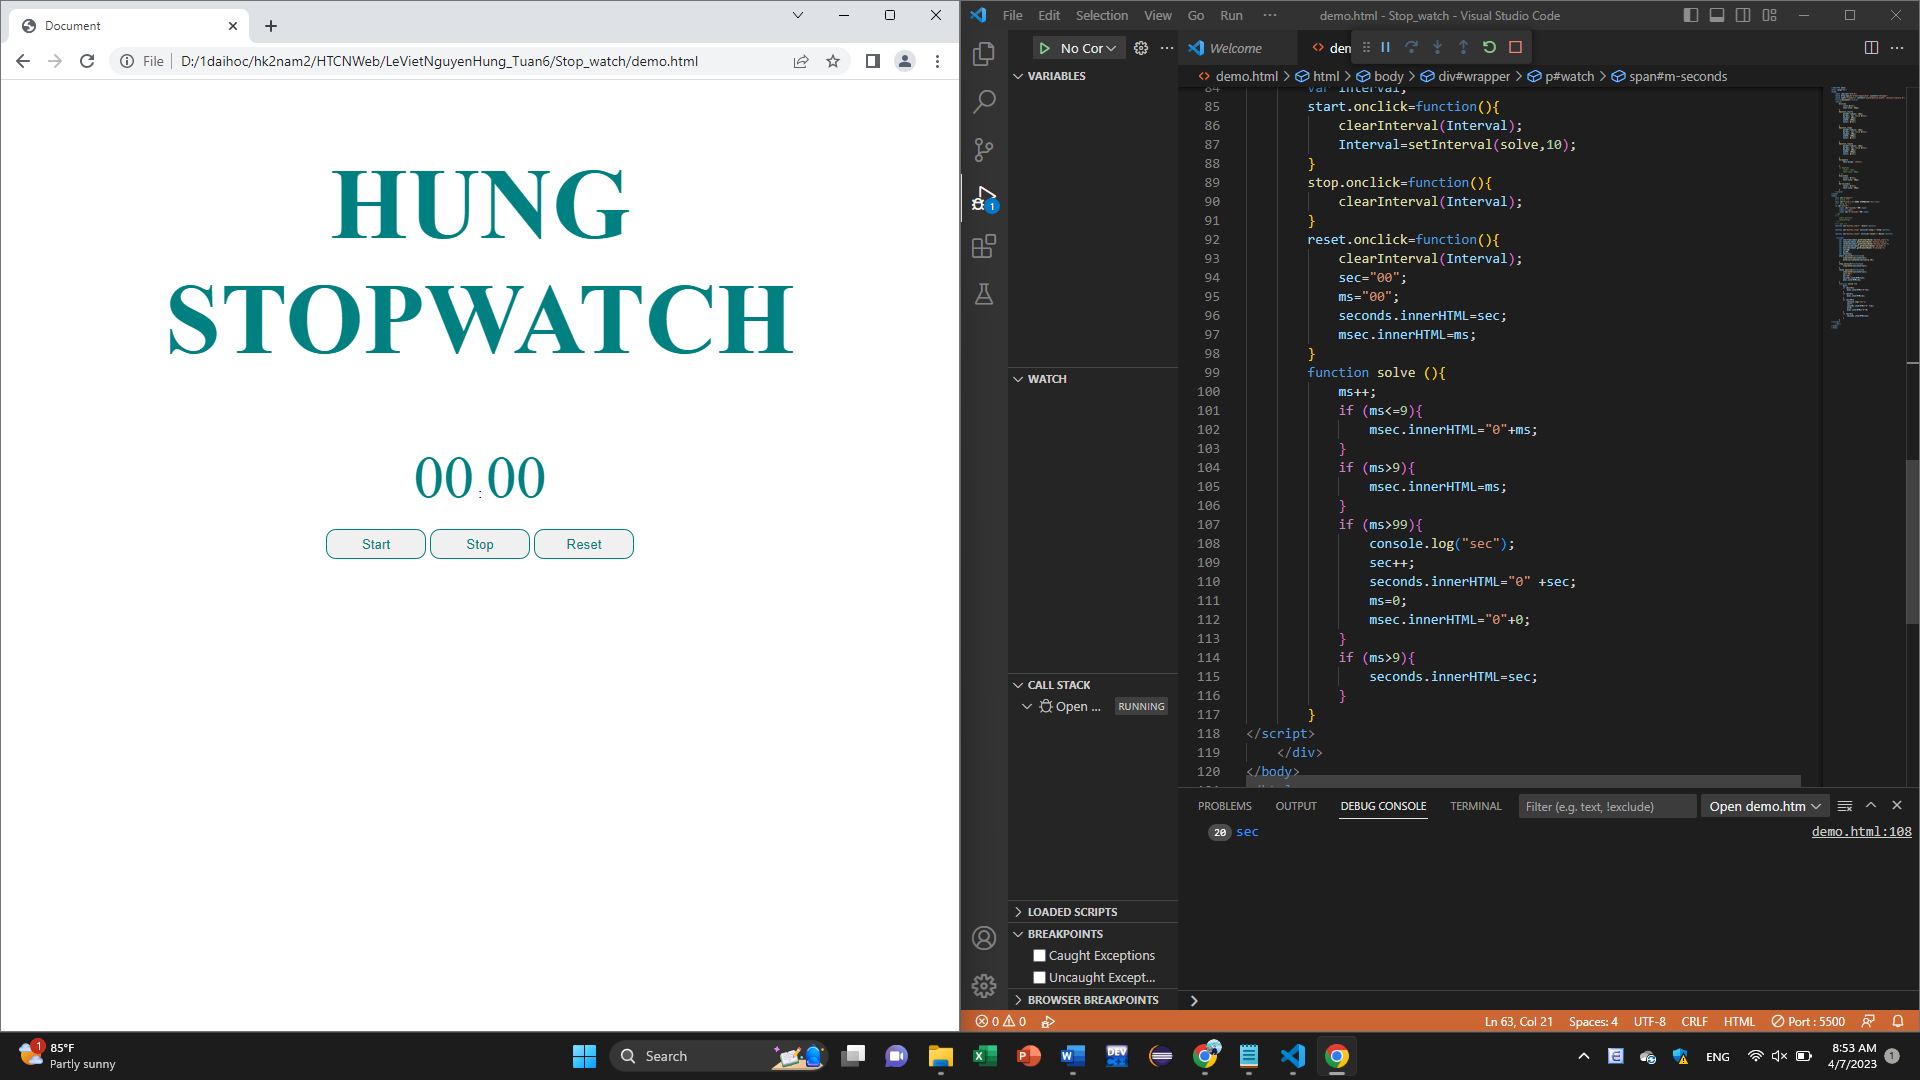 Document
File D:/1daihoc/hk2nam2/HTCNWeb/LeVietNguyenHung_Tuan6/Stop_watch/demo.html
HUNG
STOPWATCH
00:00
Start Stop Reset
File Edit Selection View Go Run ··· demo.html - Stop_watch - Visual Studio Code
No Cor
Welcome
VARIABLES
WATCH
CALL STACK
Open ... RUNNING
LOADED SCRIPTS
BREAKPOINTS
Caught Exceptions
Uncaught Except...
BROWSER BREAKPOINTS
1
demo.html > html > body > div#wrapper > p#watch > span#m-seconds
84 var Interval;
85 start.onclick=function(){
86 clearInterval(Interval);
87 Interval=setInterval(solve,10);
88 }
89 stop.onclick=function(){
90 clearInterval(Interval);
91 }
92 reset.onclick=function(){
93 clearInterval(Interval);
94 sec="00";
95 ms="00";
96 seconds.innerHTML=sec;
97 msec.innerHTML=ms;
98 }
99 function solve (){
100 ms++;
101 if (ms<=9){
102 msec.innerHTML="0"+ms;
103 }
104 if (ms>9){
105 msec.innerHTML=ms;
106 }
107 if (ms>99){
108 console.log("sec");
109 sec++;
110 seconds.innerHTML="0" +sec;
111 ms=0;
112 msec.innerHTML="0"+0;
113 }
114 if (ms>9){
115 seconds.innerHTML=sec;
116 }
117 }
118 </script>
119 </div>
120 </body>
PROBLEMS OUTPUT DEBUG CONSOLE TERMINAL Filter (e.g. text, !exclude) Open demo.htm
20 sec demo.html:108
0 0 Ln 63, Col 21 Spaces: 4 UTF-8 CRLF HTML Port : 5500
1 85°F
Partly sunny
Search
DEV
ENG
8:53 AM
4/7/2023
1